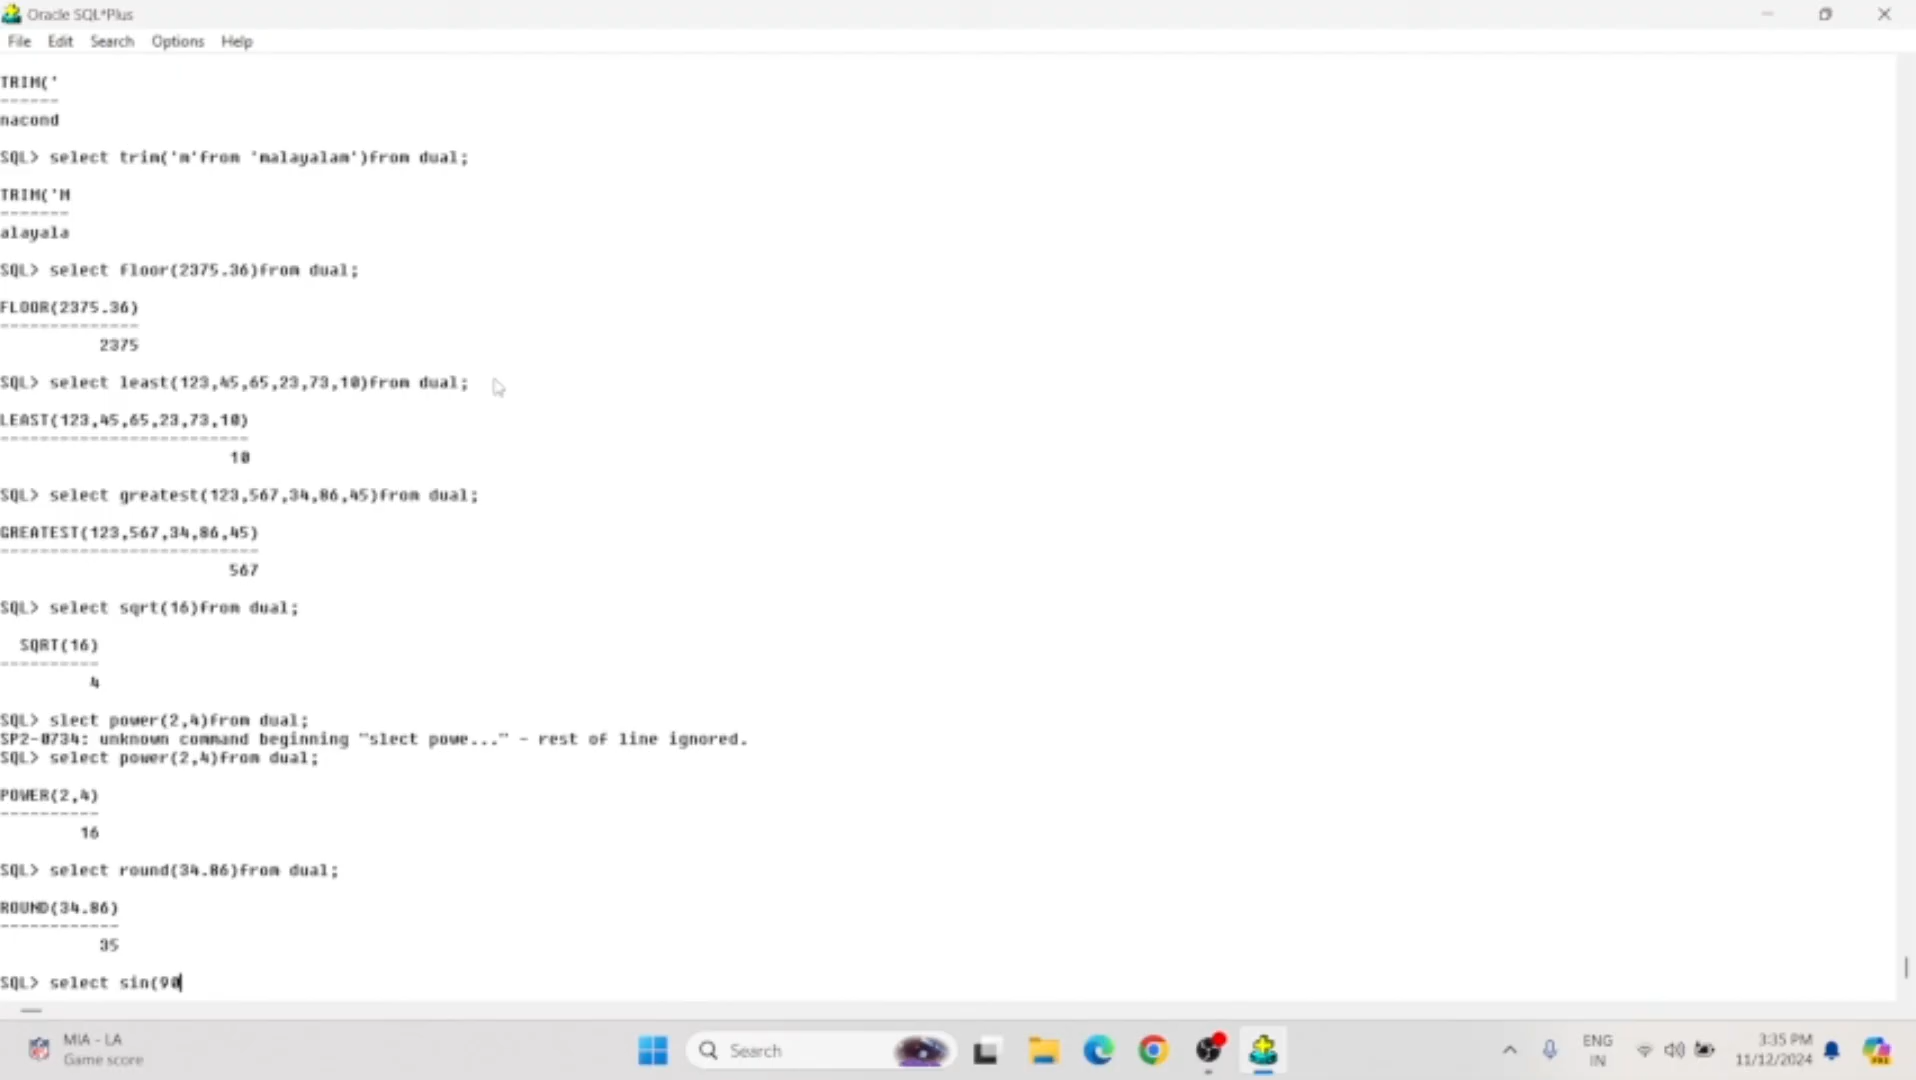 Oracle SQL*Plus
File Edit Search Options Help
TRIM('
------
nacond
SQL> select trim('m'from 'malayalam')from dual;
TRIM('M
-------
alayala
SQL> select floor(2375.36)from dual;
FLOOR(2375.36)
--------------
2375
SQL> select least(123,45,65,23,73,10)from dual;
LEAST(123,45,65,23,73,10)
-------------------------
10
SQL> select greatest(123,567,34,86,45)from dual;
GREATEST(123,567,34,86,45)
--------------------------
567
SQL> select sqrt(16)from dual;
SQRT(16)
----------
4
SQL> slect power(2,4)from dual;
SP2-0734: unknown command beginning "slect powe..." - rest of line ignored.
SQL> select power(2,4)from dual;
POWER(2,4)
----------
16
SQL> select round(34.86)from dual;
ROUND(34.86)
------------
35
SQL> select sin(90
MIA - LA
Game score
Search
ENG
IN
3:35 PM
11/12/2024